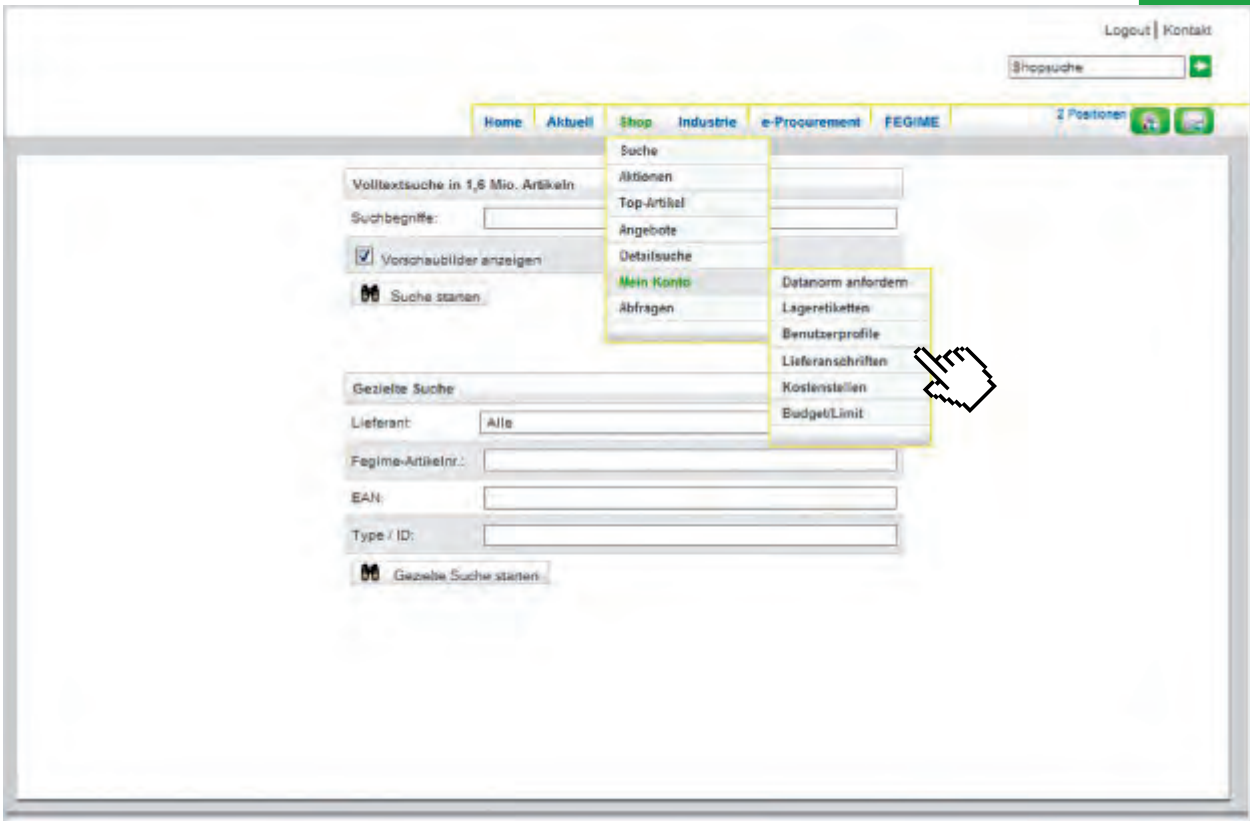 Logout | Kontakt
Shopsuche
Home Aktuell Shop Industrie e-Procurement FEGIME
2 Positionen
Suche
Aktionen
Top-Artikel
Angebote
Detailsuche
Mein Konto
Abfragen
Datanorm anfordern
Lageretiketten
Benutzerprofile
Lieferanschriften
Kostenstellen
Budget/Limit
Volltextsuche in 1,6 Mio. Artikeln
Suchbegriffe:
Vorschaubilder anzeigen
Suche starten
Gezielte Suche
Lieferant: Alle
Fegime-Artikelnr.:
EAN:
Type / ID:
Gezielte Suche starten